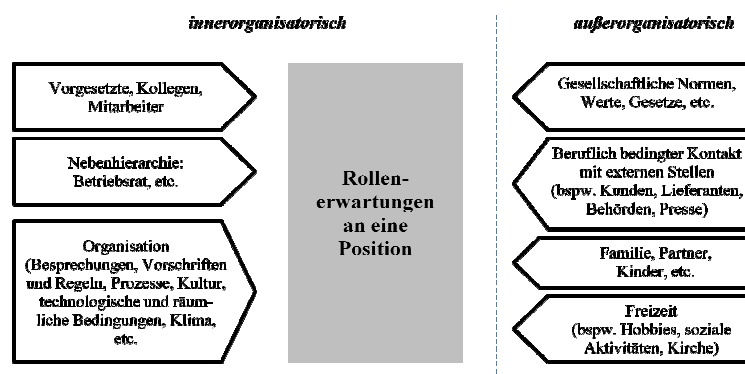 innerorganisatorisch
außerorganisatorisch
Vorgesetzte, Kollegen,
Mitarbeiter
Nebenhierarchie:
Betriebsrat, etc.
Organisation
(Besprechungen, Vorschriften
und Regeln, Prozesse, Kultur,
technologische und räum-
liche Bedingungen, Klima,
etc.
Rollen-
erwartungen
an eine
Position
Gesellschaftliche Normen,
Werte, Gesetze, etc.
Beruflich bedingter Kontakt
mit externen Stellen
(bspw. Kunden, Lieferanten,
Behörden, Presse)
Familie, Partner,
Kinder, etc.
Freizeit
(bspw. Hobbies, soziale
Aktivitäten, Kirche)